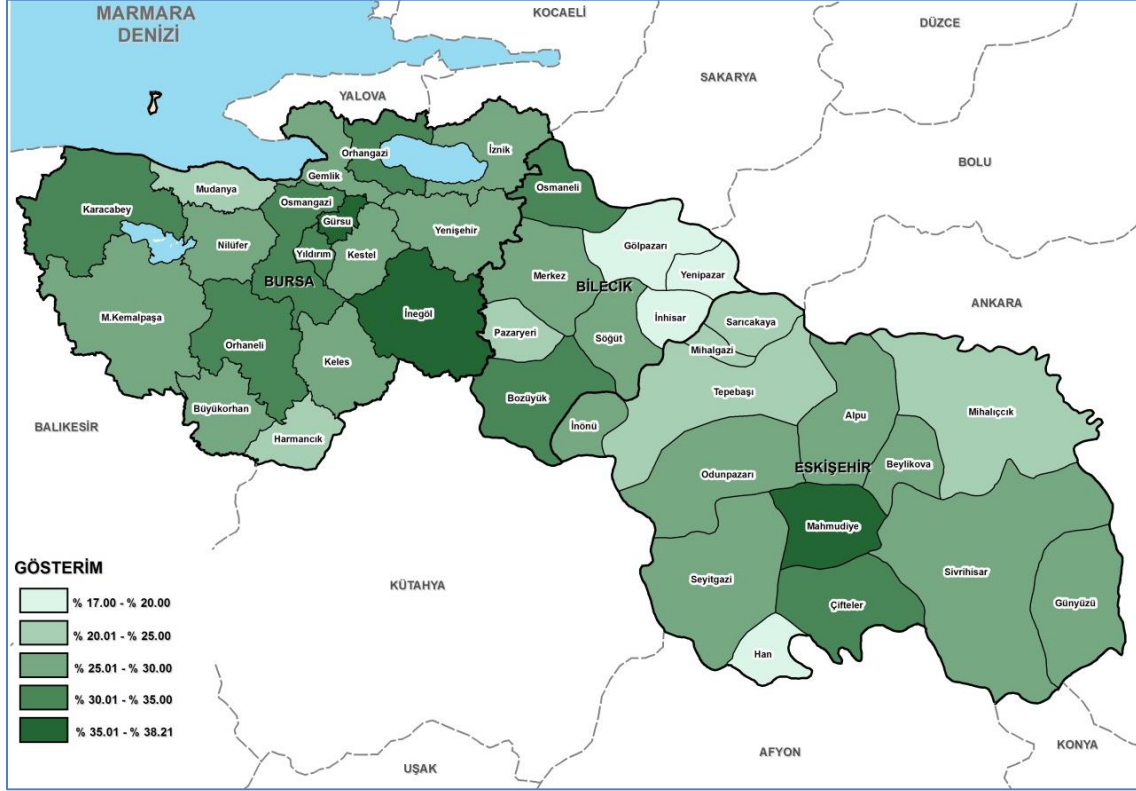 MARMARA
DENİZİ
KOCAELİ
DÜZCE
SAKARYA
YALOVA
BOLU
İznik
Orhangazi
Gemlik
Osmaneli
Mudanya
Karacabey
Osmangazi
Gürsu
Yenişehir
Nilüfer
Yıldırım
Kestel
Gölpazarı
Merkez
Yenipazar
BURSA
BİLECİK
ANKARA
M.Kemalpaşa
İnegöl
İnhisar
Sarıcakaya
Pazaryeri
Söğüt
Mihalgazi
Orhaneli
Keles
Tepebaşı
Bozüyük
Alpu
Mihalıçcık
Büyükorhan
BALIKESİR
İnönü
Harmancık
Odunpazarı
ESKİŞEHİR
Beylikova
Mahmudiye
GÖSTERİM
% 17.00 - % 20.00
% 20.01 - % 25.00
% 25.01 - % 30.00
% 30.01 - % 35.00
% 35.01 - % 38.21
KÜTAHYA
Seyitgazi
Sivrihisar
Çifteler
Günyüzü
Han
UŞAK
AFYON
KONYA